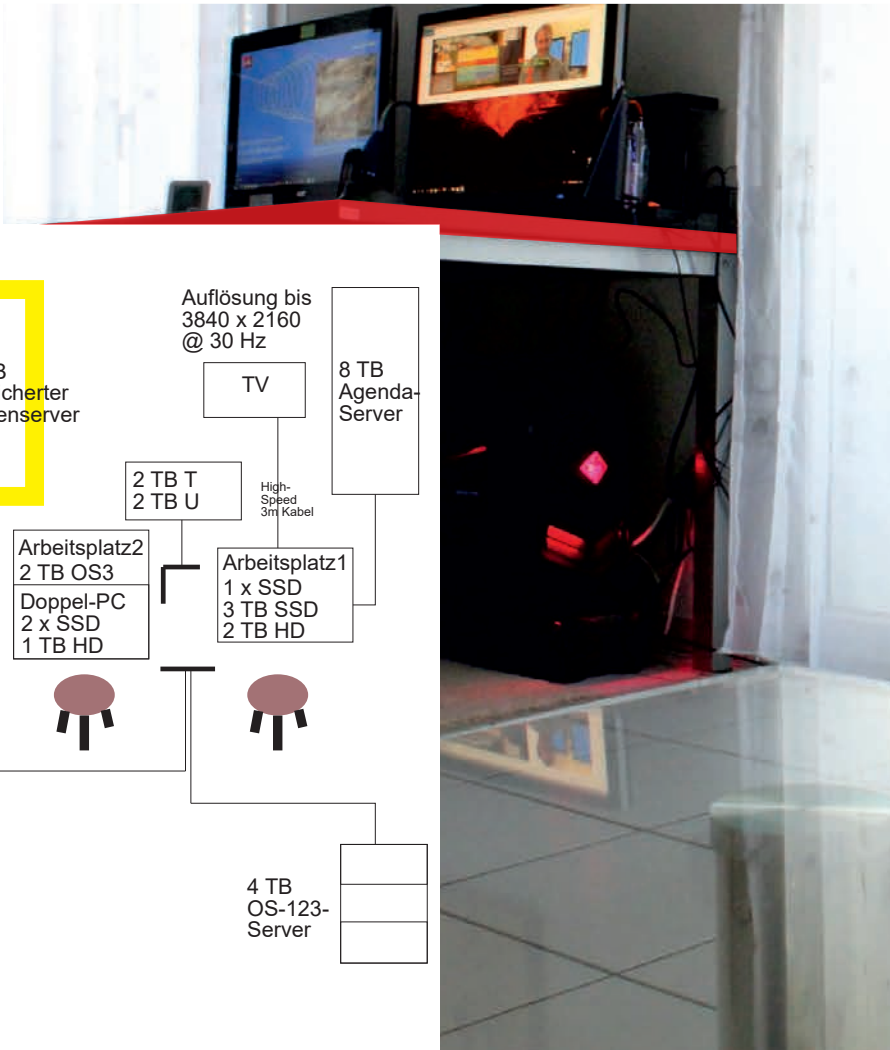 Auflösung bis
3840 x 2160
@ 30 Hz
TV
8 TB
Agenda-
Server
cherter
enserver
2 TB T
2 TB U
High-
Speed
3m Kabel
Arbeitsplatz2
2 TB OS3
Doppel-PC
2 x SSD
1 TB HD
Arbeitsplatz1
1 x SSD
3 TB SSD
2 TB HD
4 TB
OS-123-
Server